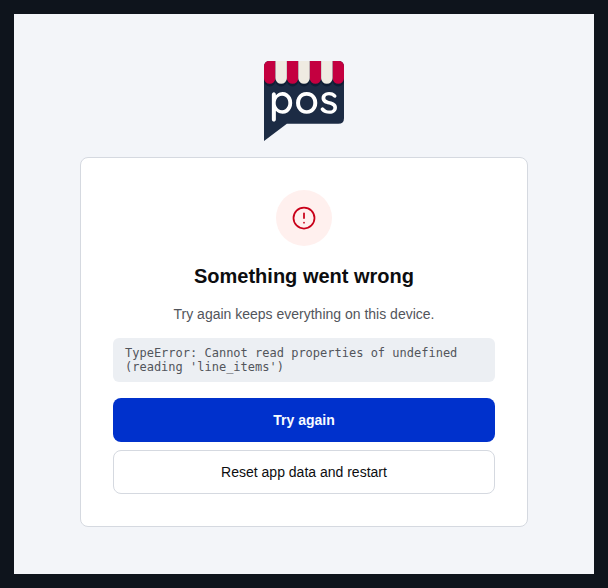 pos
Something went wrong
Try again keeps everything on this device.
TypeError: Cannot read properties of undefined
(reading 'line_items')
Try again
Reset app data and restart